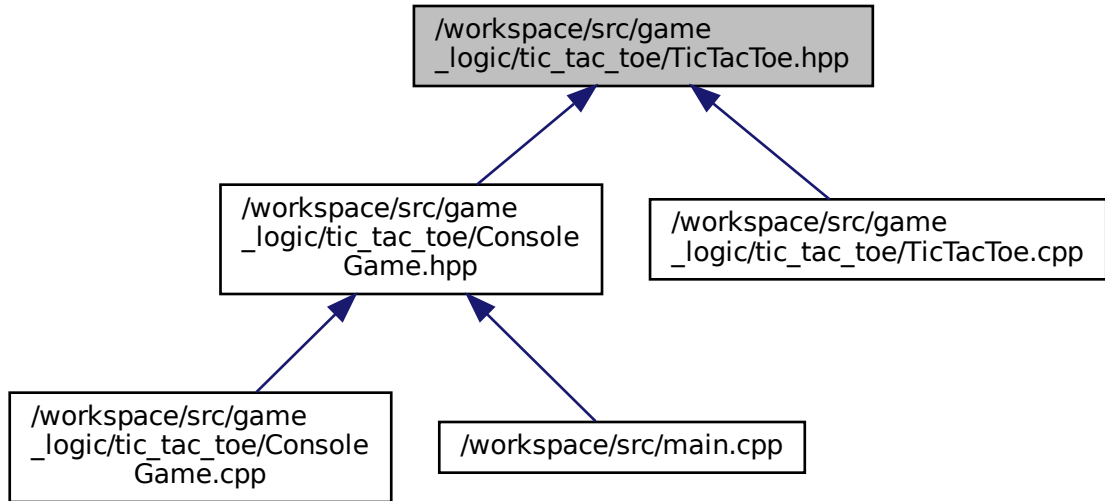 /workspace/src/game
_logic/tic_tac_toe/TicTacToe.hpp
/workspace/src/game
_logic/tic_tac_toe/Console
Game.hpp
/workspace/src/game
_logic/tic_tac_toe/TicTacToe.cpp
/workspace/src/game
_logic/tic_tac_toe/Console
Game.cpp
/workspace/src/main.cpp